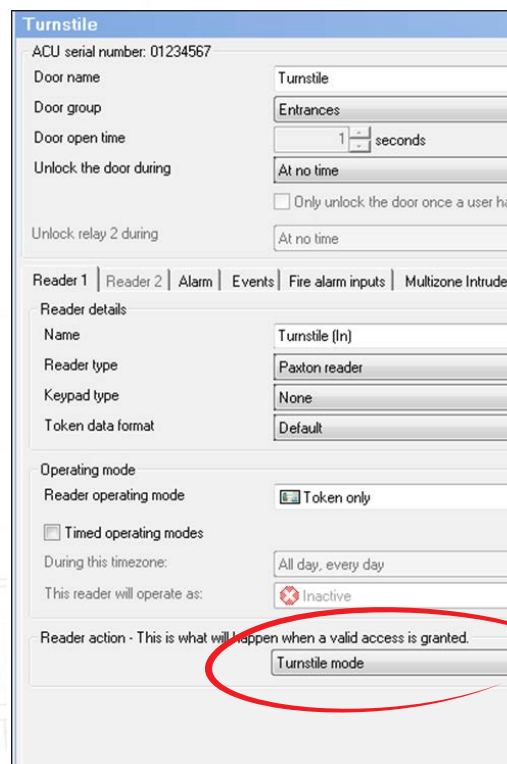 Turnstile
ACU serial number: 01234567
Door name Turnstile
Door group Entrances
Door open time 1 seconds
Unlock the door during At no time
Only unlock the door once a user ha
Unlock relay 2 during At no time
Reader 1 Reader 2 Alarm Events Fire alarm inputs Multizone Intrude
Reader details
Name Turnstile (In)
Reader type Paxton reader
Keypad type None
Token data format Default
Operating mode
Reader operating mode Token only
Timed operating modes
During this timezone: All day, every day
This reader will operate as: Inactive
Reader action - This is what will happen when a valid access is granted.
Turnstile mode